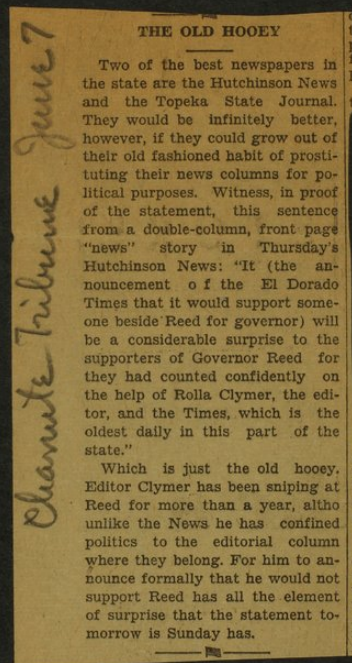 THE OLD HOOEY
Two of the best newspapers in
the state are the Hutchinson News
and the Topeka State Journal.
They would be infinitely better,
however, if they could grow out of
their old fashioned habit of prosti-
tuting their news columns for po-
litical purposes. Witness, in proof
of the statement, this sentence
from a double-column, front page
"news" story in Thursday's
Hutchinson News: "It (the an-
nouncement of the El Dorado
Times that it would support some-
one beside Reed for governor) will
be a considerable surprise to the
supporters of Governor Reed for
they had counted confidently on
the help of Rolla Clymer, the edi-
tor, and the Times, which is the
oldest daily in this part of the
state."
Which is just the old hooey.
Editor Clymer has been sniping at
Reed for more than a year, altho
unlike the News he has confined
politics to the editorial column
where they belong. For him to an-
nounce formally that he would not
support Reed has all the element
of surprise that the statement to-
morrow is Sunday has.
Chanute Tribune June 7